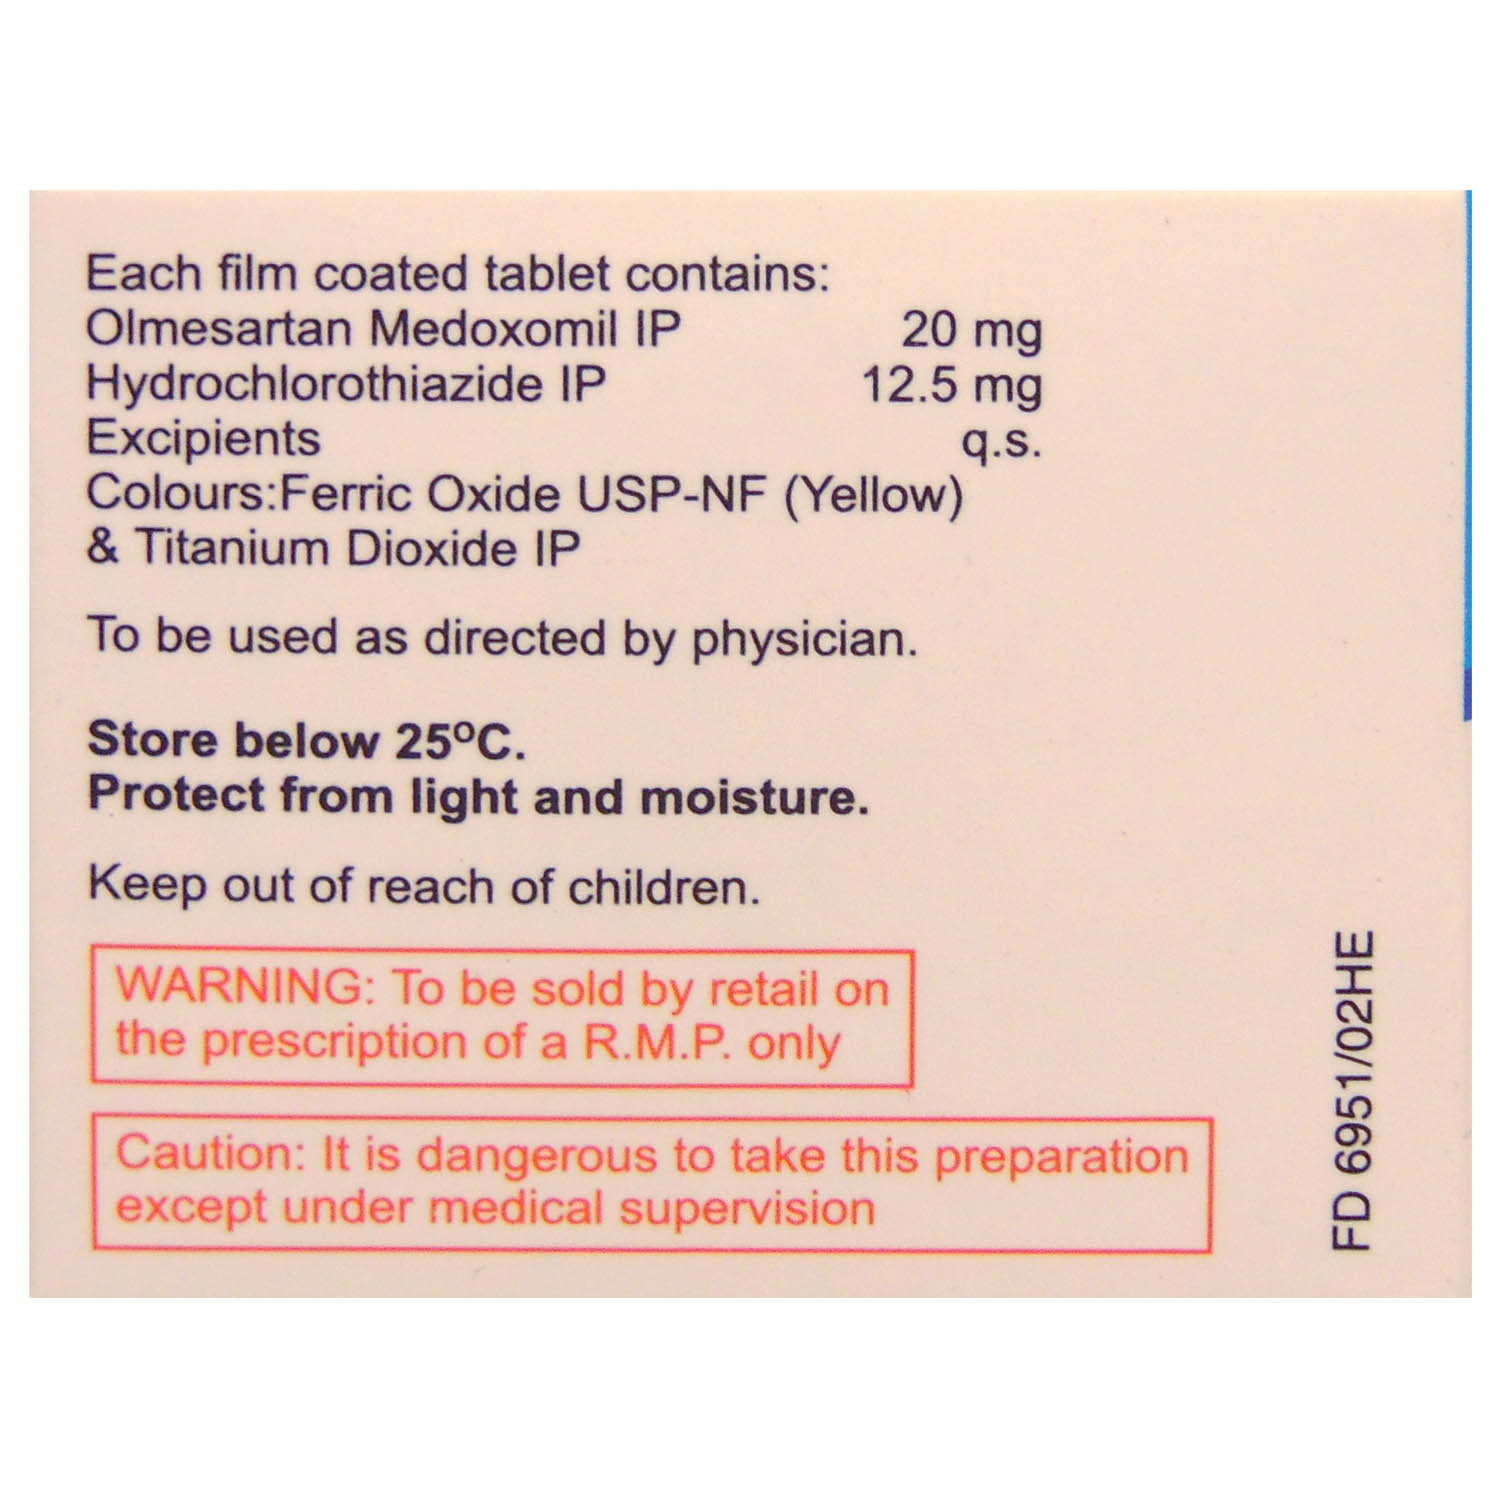 Each film coated tablet contains:
Olmesartan Medoxomil IP 20 mg
Hydrochlorothiazide IP 12.5 mg
Excipients q.s.
Colours:Ferric Oxide USP-NF (Yellow)
& Titanium Dioxide IP
To be used as directed by physician.
Store below 25ºC.
Protect from light and moisture.
Keep out of reach of children.
WARNING: To be sold by retail on
the prescription of a R.M.P. only
Caution: It is dangerous to take this preparation
except under medical supervision
FD 6951/02HE